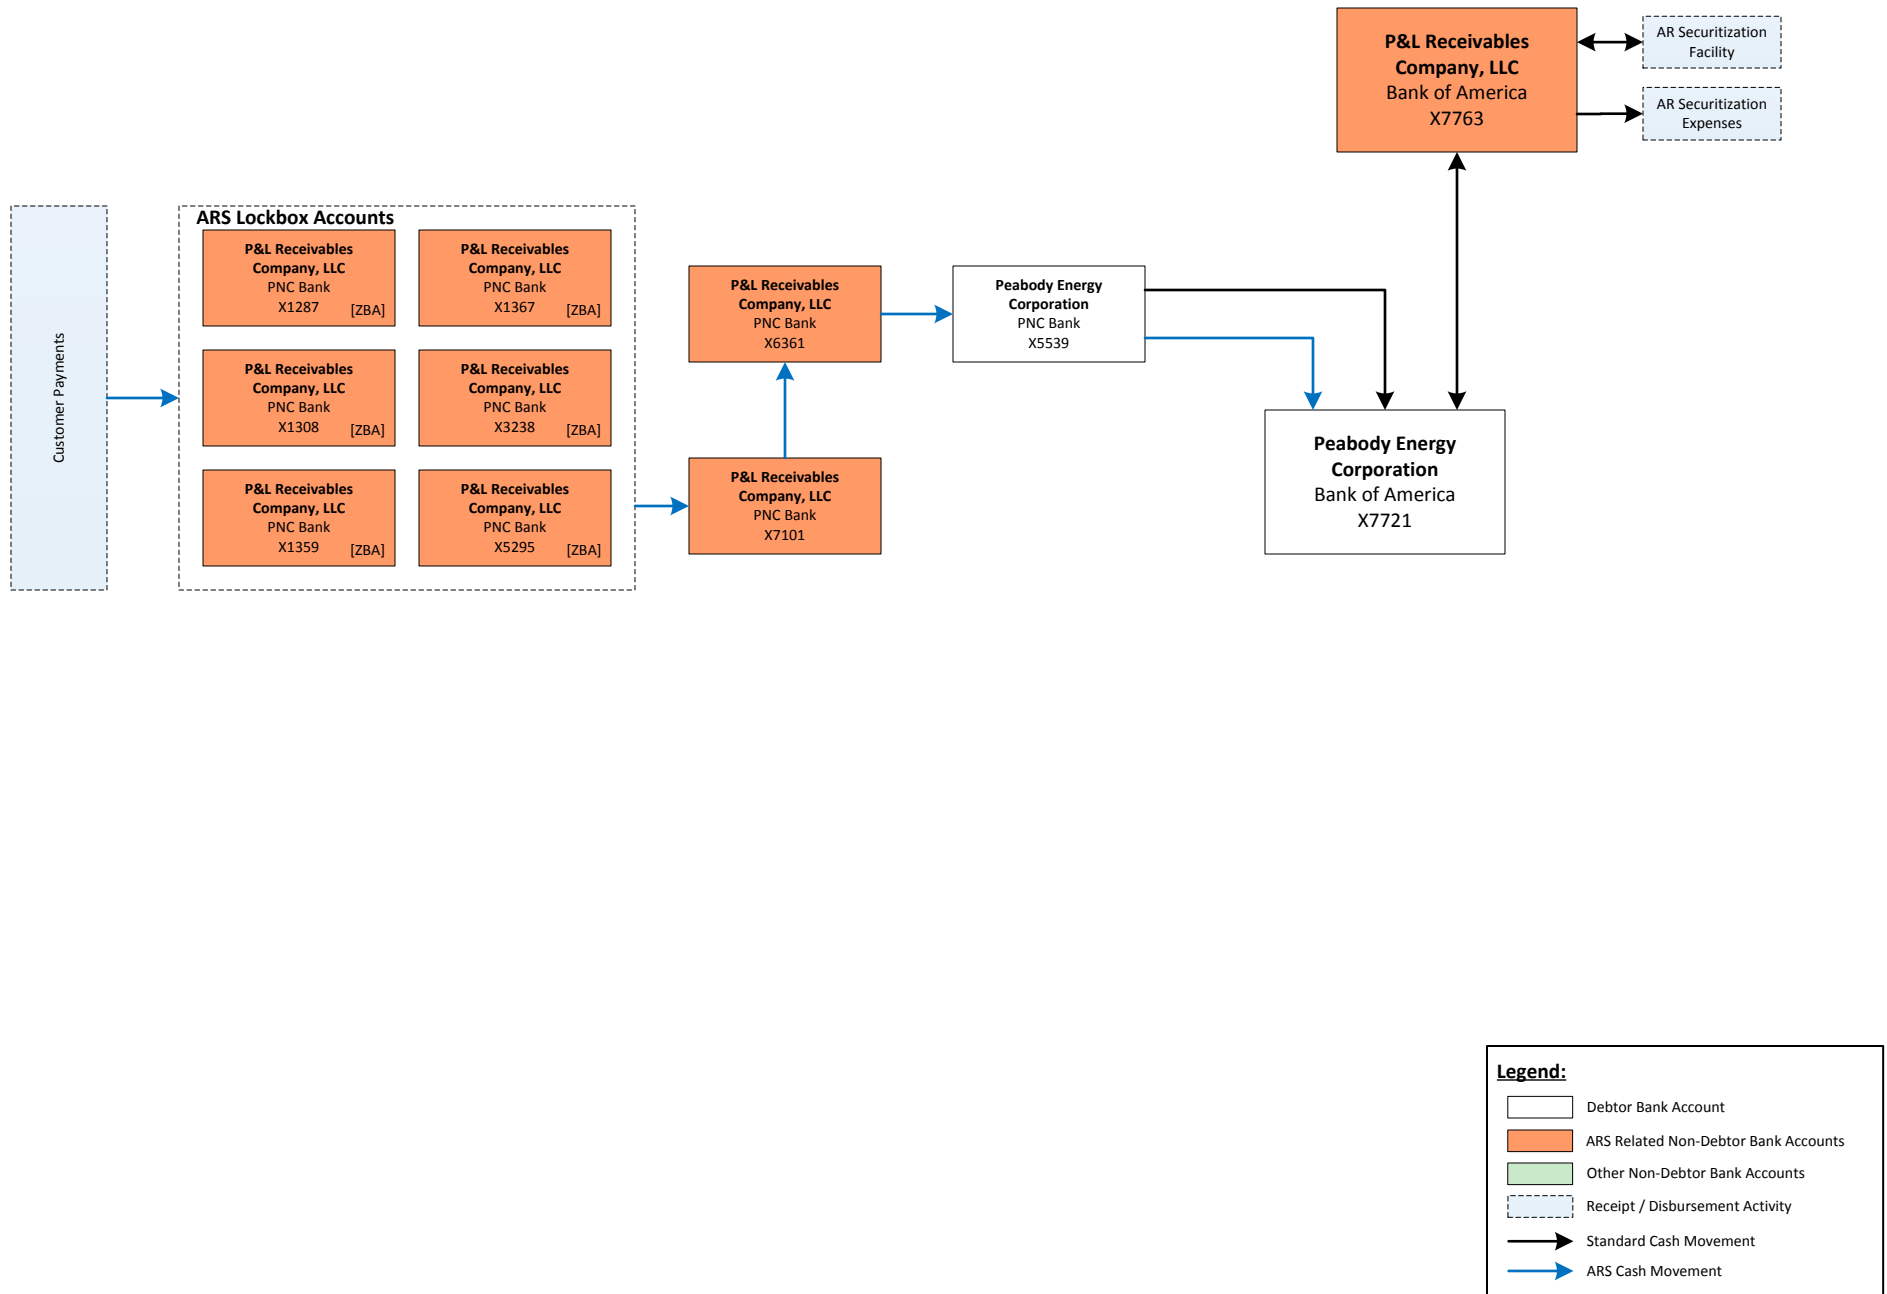 P&L Receivables
Company, LLC
Bank of America
X7763
AR Securitization
Facility
AR Securitization
Expenses
Customer Payments
ARS Lockbox Accounts
P&L Receivables
Company, LLC
PNC Bank
X1287 [ZBA]
P&L Receivables
Company, LLC
PNC Bank
X1367 [ZBA]
P&L Receivables
Company, LLC
PNC Bank
X1308 [ZBA]
P&L Receivables
Company, LLC
PNC Bank
X3238 [ZBA]
P&L Receivables
Company, LLC
PNC Bank
X1359 [ZBA]
P&L Receivables
Company, LLC
PNC Bank
X5295 [ZBA]
P&L Receivables
Company, LLC
PNC Bank
X6361
P&L Receivables
Company, LLC
PNC Bank
X7101
Peabody Energy
Corporation
PNC Bank
X5539
Peabody Energy
Corporation
Bank of America
X7721
Legend:
Debtor Bank Account
ARS Related Non-Debtor Bank Accounts
Other Non-Debtor Bank Accounts
Receipt / Disbursement Activity
Standard Cash Movement
ARS Cash Movement